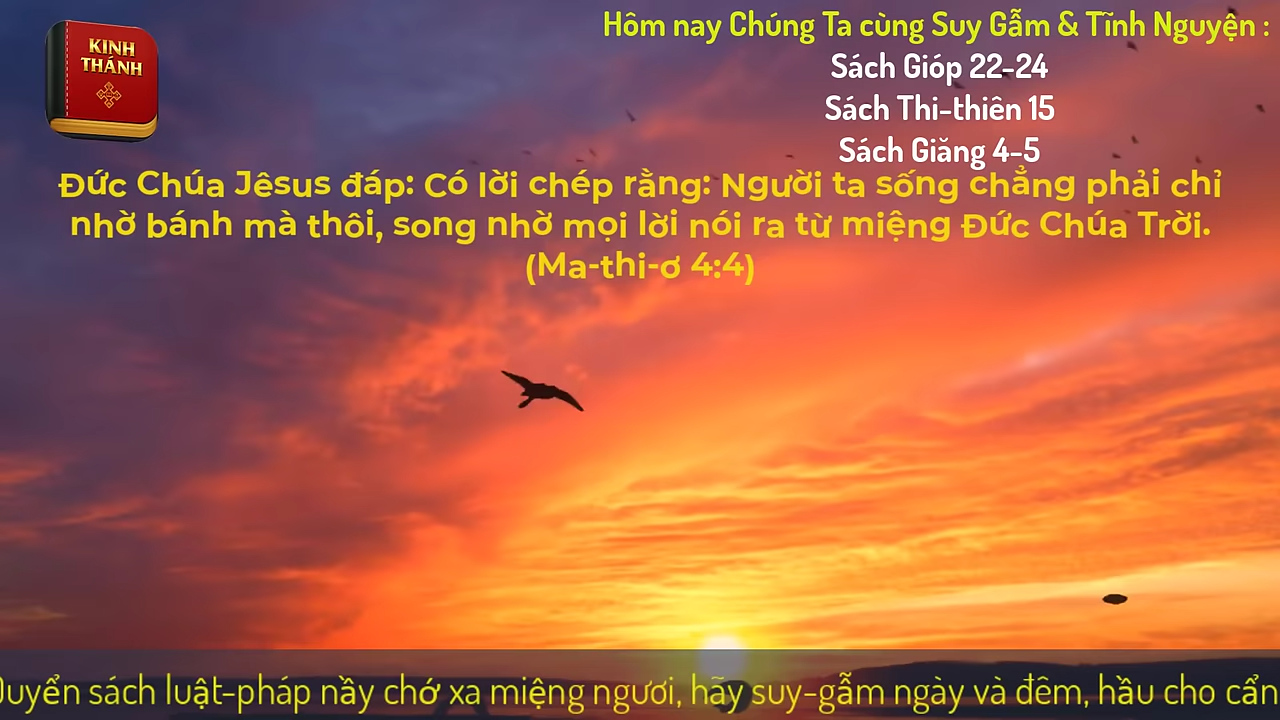 KINH
THÁNH
Hôm nay Chúng Ta cùng Suy Gẫm & Tĩnh Nguyện :
Sách Gióp 22-24
Sách Thi-thiên 15
Sách Giăng 4-5
Đức Chúa Jêsus đáp: Có lời chép rằng: Người ta sống chẳng phải chỉ
nhờ bánh mà thôi, song nhờ mọi lời nói ra từ miệng Đức Chúa Trời.
(Ma-thi-ơ 4:4)
Quyển sách luật-pháp nầy chớ xa miệng ngươi, hãy suy-gẫm ngày và đêm, hầu cho cẩn